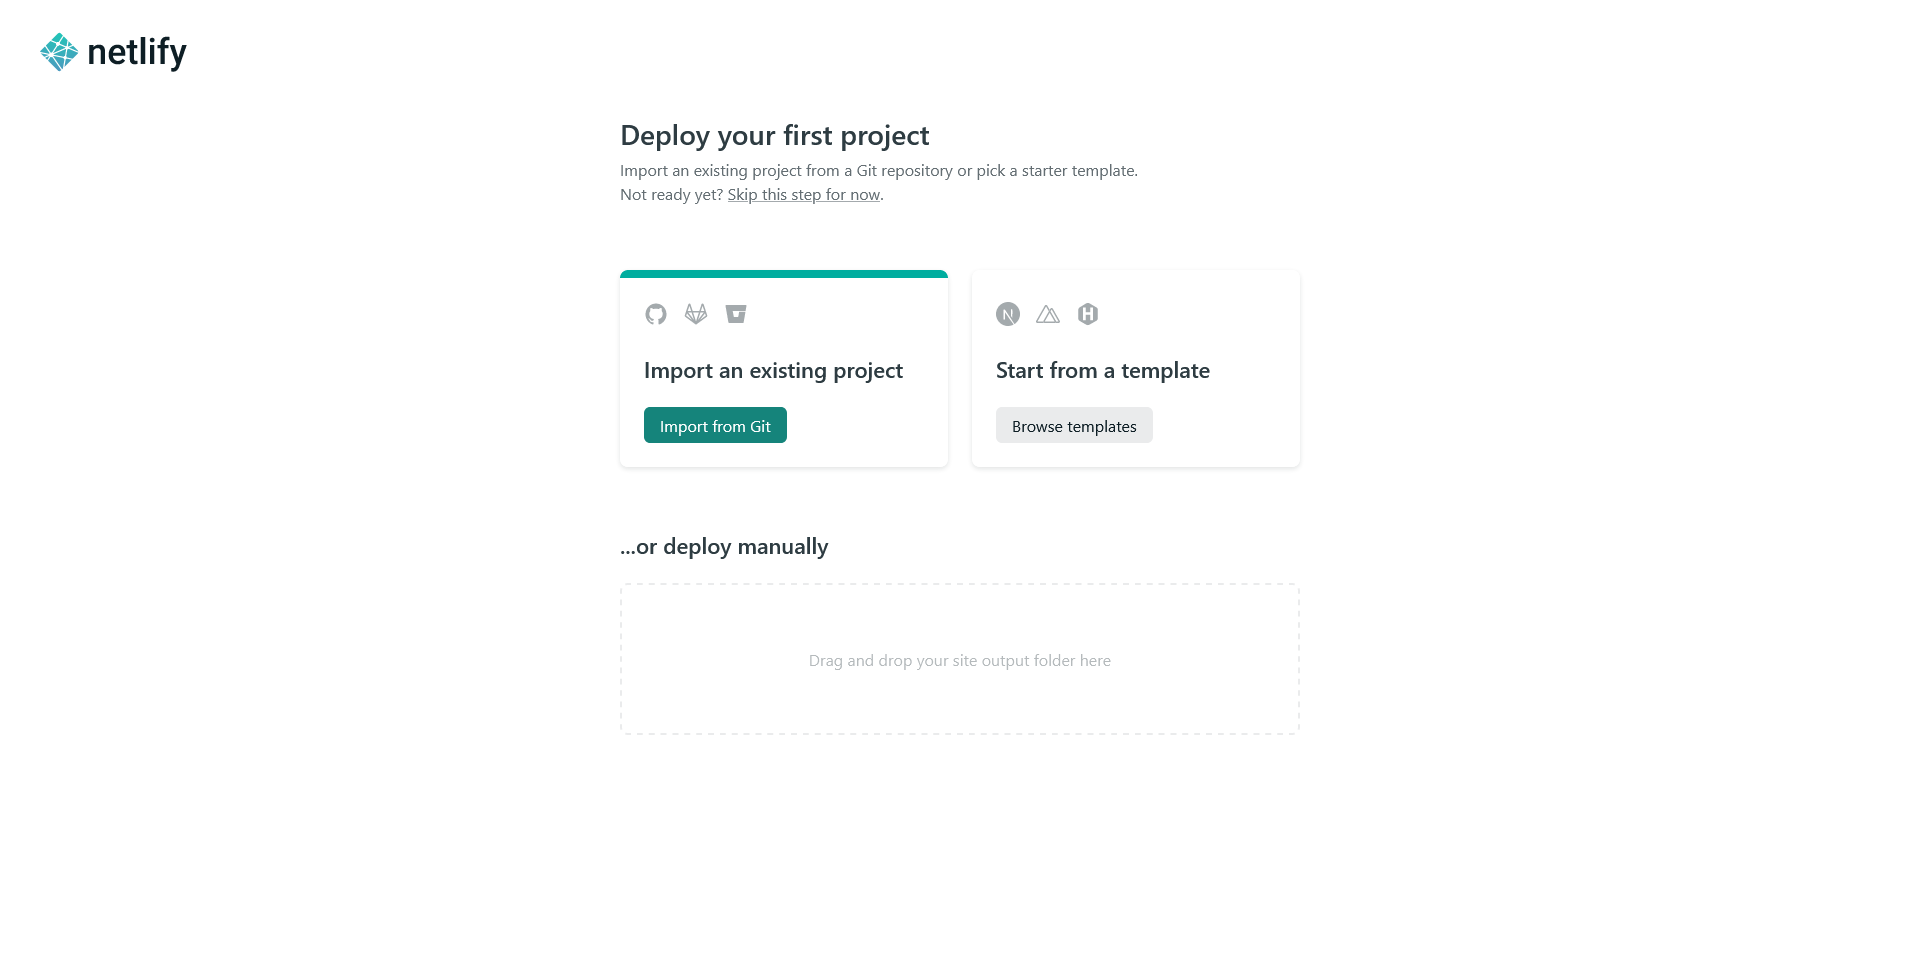 netlify
Deploy your first project
Import an existing project from a Git repository or pick a starter template.
Not ready yet? Skip this step for now.
Import an existing project
Import from Git
Start from a template
Browse templates
...or deploy manually
Drag and drop your site output folder here